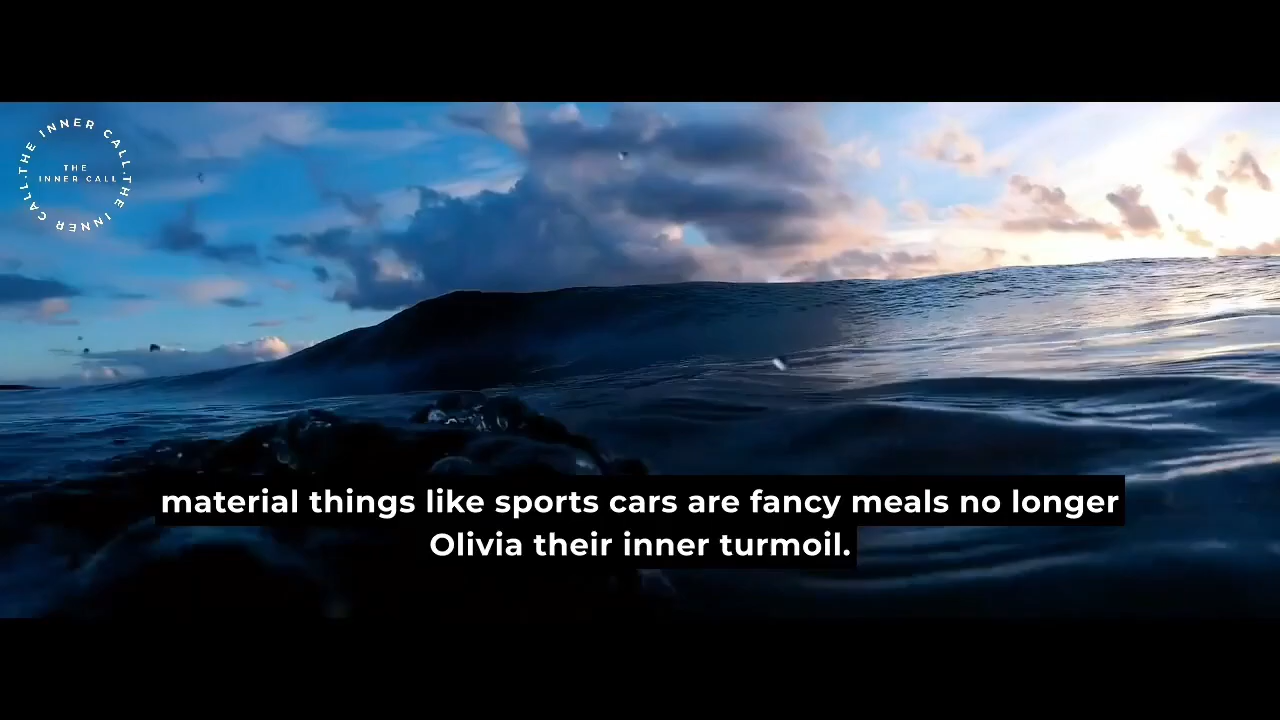 THE INNER CALL.THE INNER CALL.
THE
INNER CALL
material things like sports cars are fancy meals no longer
Olivia their inner turmoil.